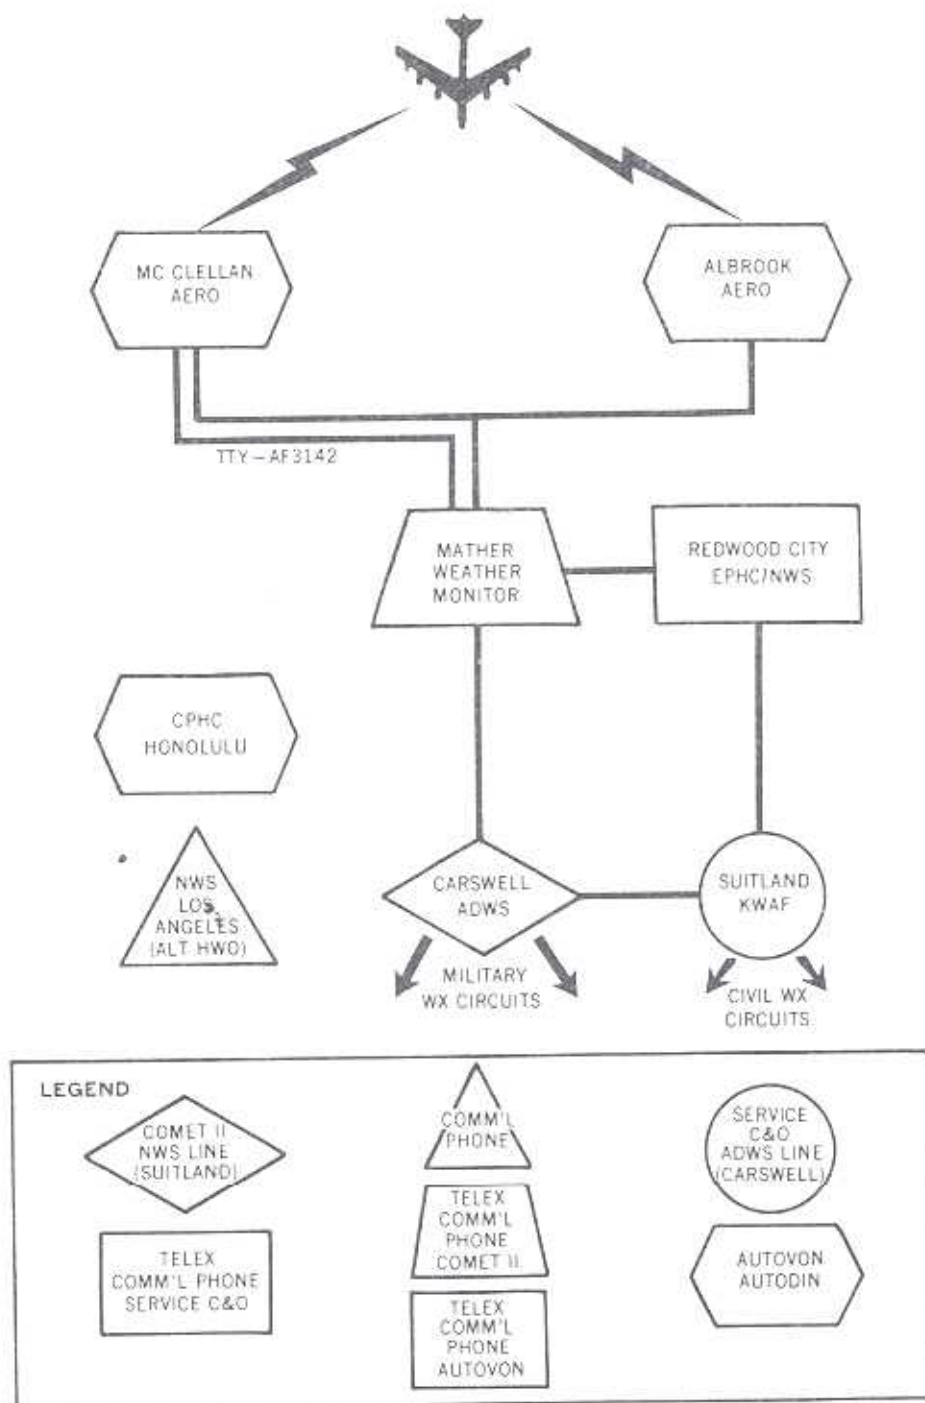 MC CLELLAN
AERO
ALBROOK
AERO
TTY-AF3142
MATHER
WEATHER
MONITOR
REDWOOD CITY
EPHC/NWS
CPHC
HONOLULU
NWS
LOS
ANGELES
(ALT HWO)
CARSWELL
ADWS
SUITLAND
KWAF
MILITARY
WX CIRCUITS
CIVIL WX
CIRCUITS
LEGEND
COMET II
NWS LINE
(SUITLAND)
COMM'L
PHONE
SERVICE
C&O
ADWS LINE
(CARSWELL)
TELEX
COMM'L PHONE
SERVICE C&O
TELEX
COMM'L
PHONE
COMET II
AUTOVON
AUTODIN
TELEX
COMM'L
PHONE
AUTOVON